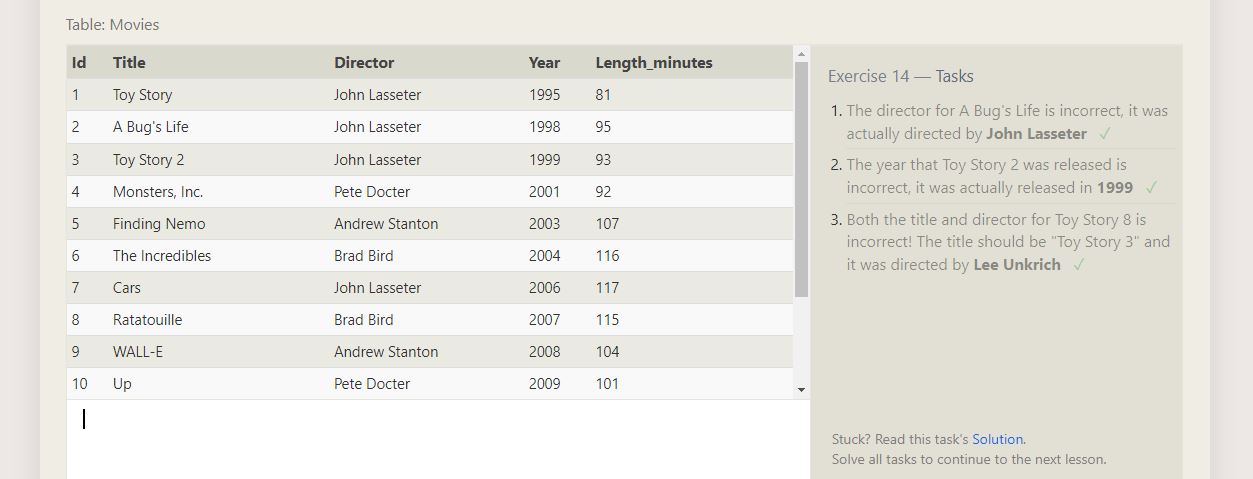 Table: Movies
Id Title Director Year Length_minutes
1 Toy Story John Lasseter 1995 81
2 A Bug's Life John Lasseter 1998 95
3 Toy Story 2 John Lasseter 1999 93
4 Monsters, Inc. Pete Docter 2001 92
5 Finding Nemo Andrew Stanton 2003 107
6 The Incredibles Brad Bird 2004 116
7 Cars John Lasseter 2006 117
8 Ratatouille Brad Bird 2007 115
9 WALL-E Andrew Stanton 2008 104
10 Up Pete Docter 2009 101
Exercise 14 — Tasks
1. The director for A Bug's Life is incorrect, it was
actually directed by John Lasseter ✓
2. The year that Toy Story 2 was released is
incorrect, it was actually released in 1999 ✓
3. Both the title and director for Toy Story 8 is
incorrect! The title should be "Toy Story 3" and
it was directed by Lee Unkrich ✓
Stuck? Read this task's Solution.
Solve all tasks to continue to the next lesson.